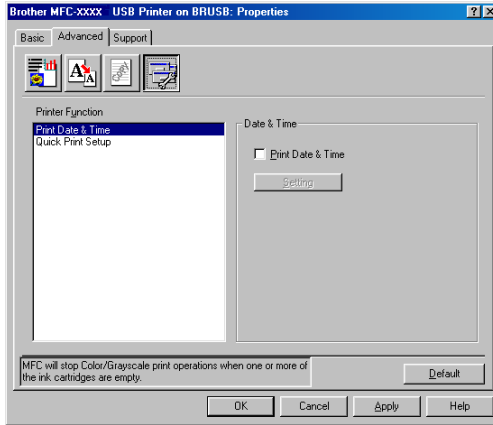 Brother MFC-XXXX USB Printer on BRUSB: Properties
Basic Advanced Support
Printer Function
Print Date & Time
Quick Print Setup
Date & Time
Print Date & Time
Setting
MFC will stop Color/Grayscale print operations when one or more of
the ink cartridges are empty.
Default
OK Cancel Apply Help